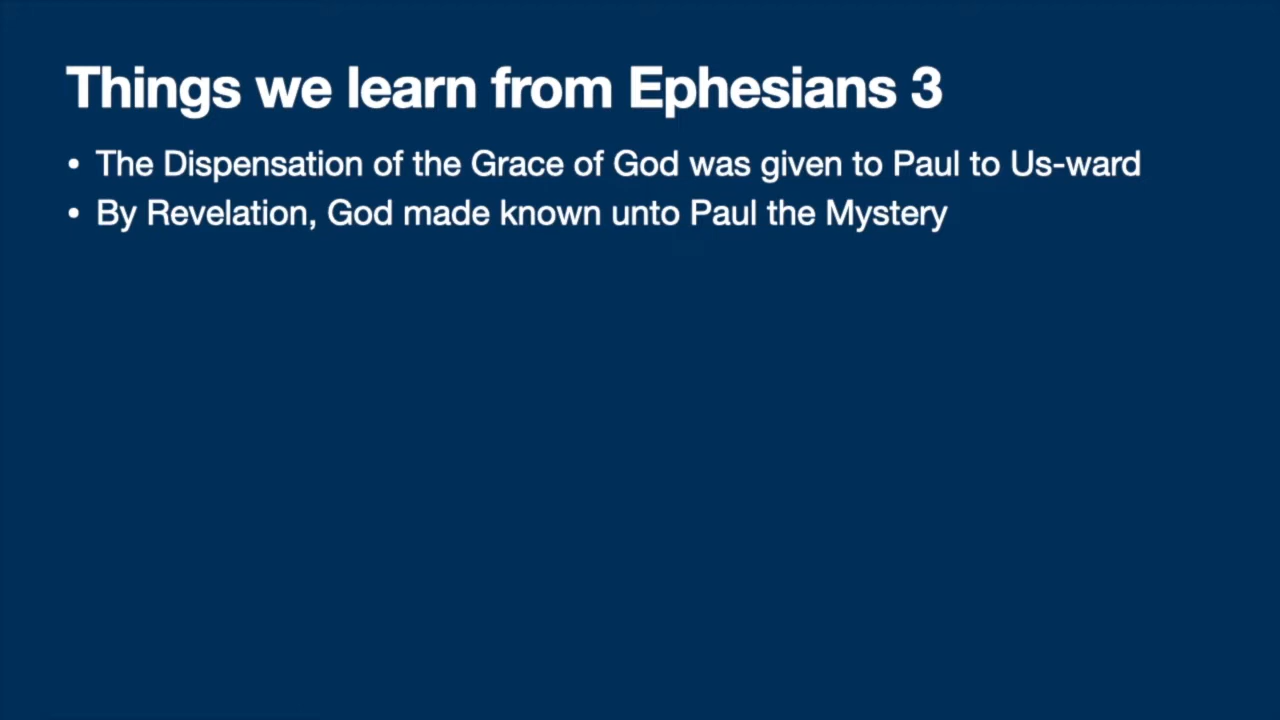 Things we learn from Ephesians 3
• The Dispensation of the Grace of God was given to Paul to Us-ward
• By Revelation, God made known unto Paul the Mystery